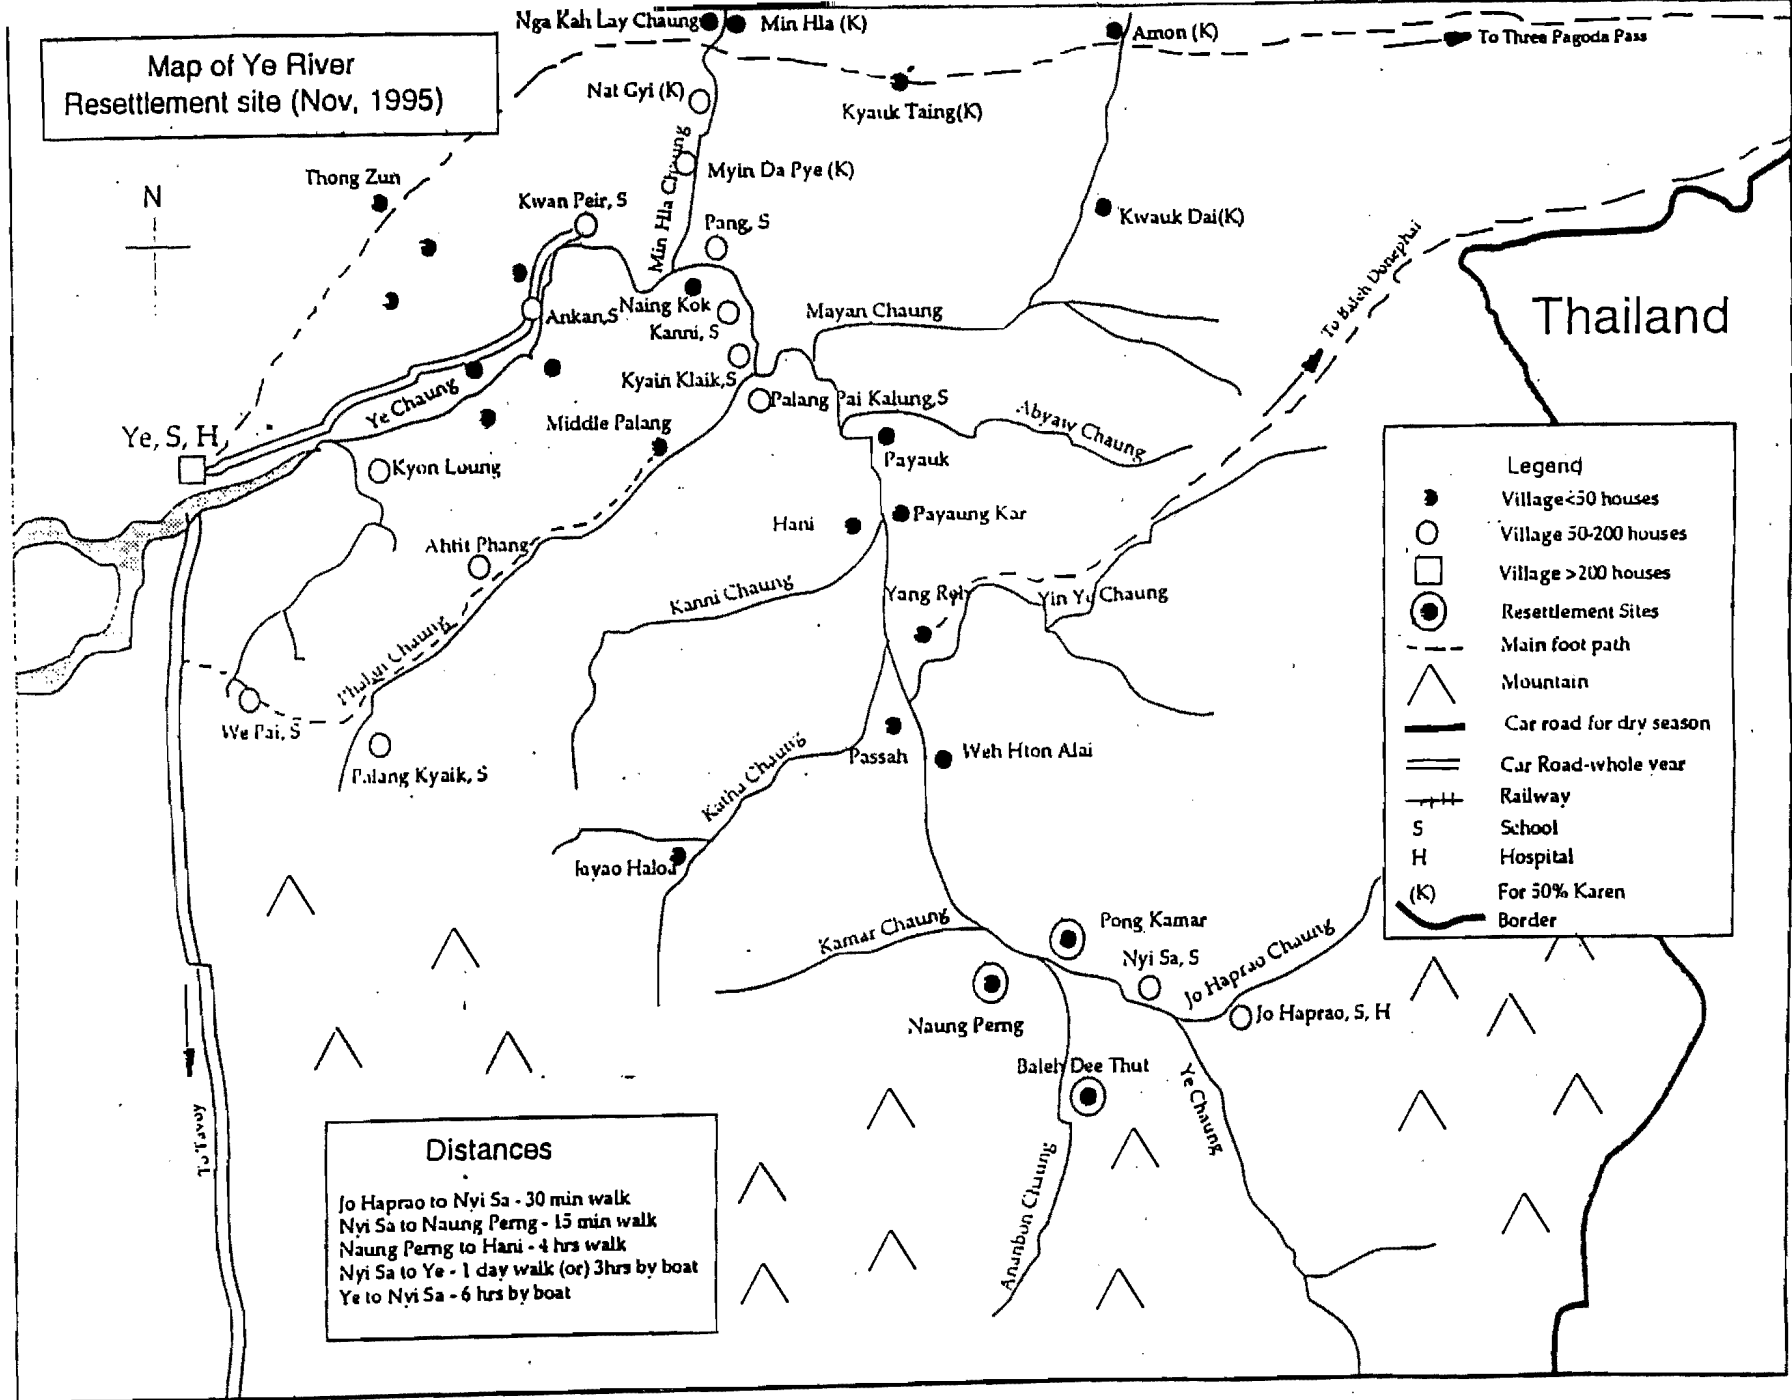 Nga Kah Lay Chaung
Min Hla (K)
Amon (K)
To Three Pagoda Pass
Map of Ye River
Resettlement site (Nov, 1995)
Nat Gyi (K)
Kyauk Taing(K)
Min Hla Chaung
Myin Da Pye (K)
Thong Zun
N
Kwan Peir, S
Pang, S
Kwauk Dai(K)
To Baleh Donephai
Thailand
Ankan,S
Naing Kok
Kanni, S
Mayan Chaung
Kyain Klaik,S
Palang Pai Kalung,S
Abyaw Chaung
Ye Chaung
Middle Palang
Ye, S, H
Kyon Loung
Payauk
Hani
Payaung Kar
Ahtit Phang
Kanni Chaung
Yang Reh
Yin Ye Chaung
Phalan Chaung
We Pai, S
Palang Kyaik, S
Passah
Weh Hton Alai
Katha Chaung
Kamar Chaung
Pong Kamar
Nyi Sa, S
Jo Haprao Chaung
Naung Perng
Jo Haprao, S, H
Baleh Dee Thut
Ye Chaung
Ananbon Chaung
To Tavoy
Legend
Village<50 houses
Village 50-200 houses
Village >200 houses
Resettlement Sites
Main foot path
Mountain
Car road for dry season
Car Road-whole year
Railway
S School
H Hospital
(K) For 50% Karen
Border
Distances
Jo Haprao to Nyi Sa - 30 min walk
Nyi Sa to Naung Perng - 15 min walk
Naung Perng to Hani - 4 hrs walk
Nyi Sa to Ye - 1 day walk (or) 3hrs by boat
Ye to Nyi Sa - 6 hrs by boat